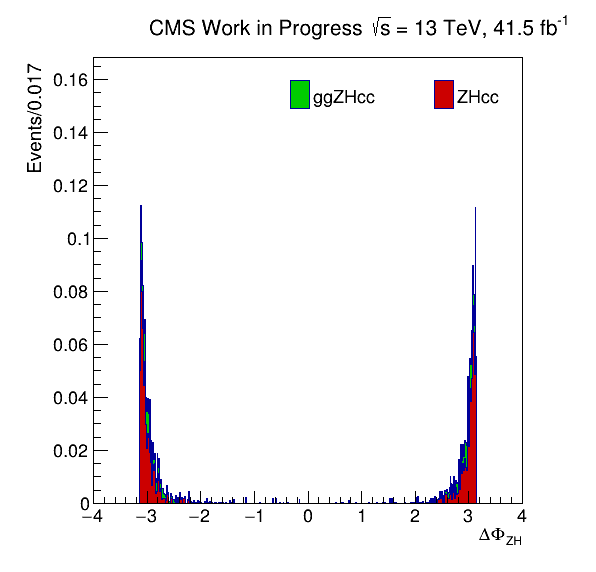 CMS Work in Progress √s = 13 TeV, 41.5 fb⁻¹
Events/0.017
ggZHcc
ZHcc
0.16
0.14
0.12
0.1
0.08
0.06
0.04
0.02
0
−4 −3 −2 −1 0 1 2 3 4
ΔΦ_ZH